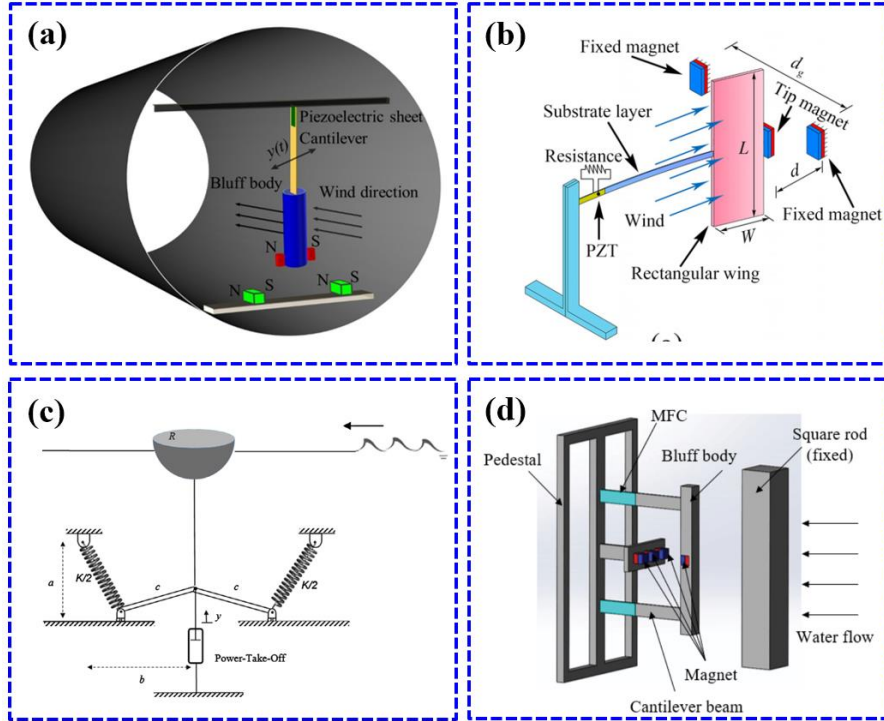 (a)
Piezoelectric sheet
Cantilever
y(t)
Bluff body
Wind direction
N
S
N
S
N
S
(b)
Fixed magnet
d_g
Tip magnet
Substrate layer
Resistance
L
d
Wind
Fixed magnet
W
PZT
Rectangular wing
(c)
R
a
K/2
K/2
c
c
y
Power-Take-Off
b
(d)
MFC
Square rod
(fixed)
Bluff body
Pedestal
Water flow
Magnet
Cantilever beam